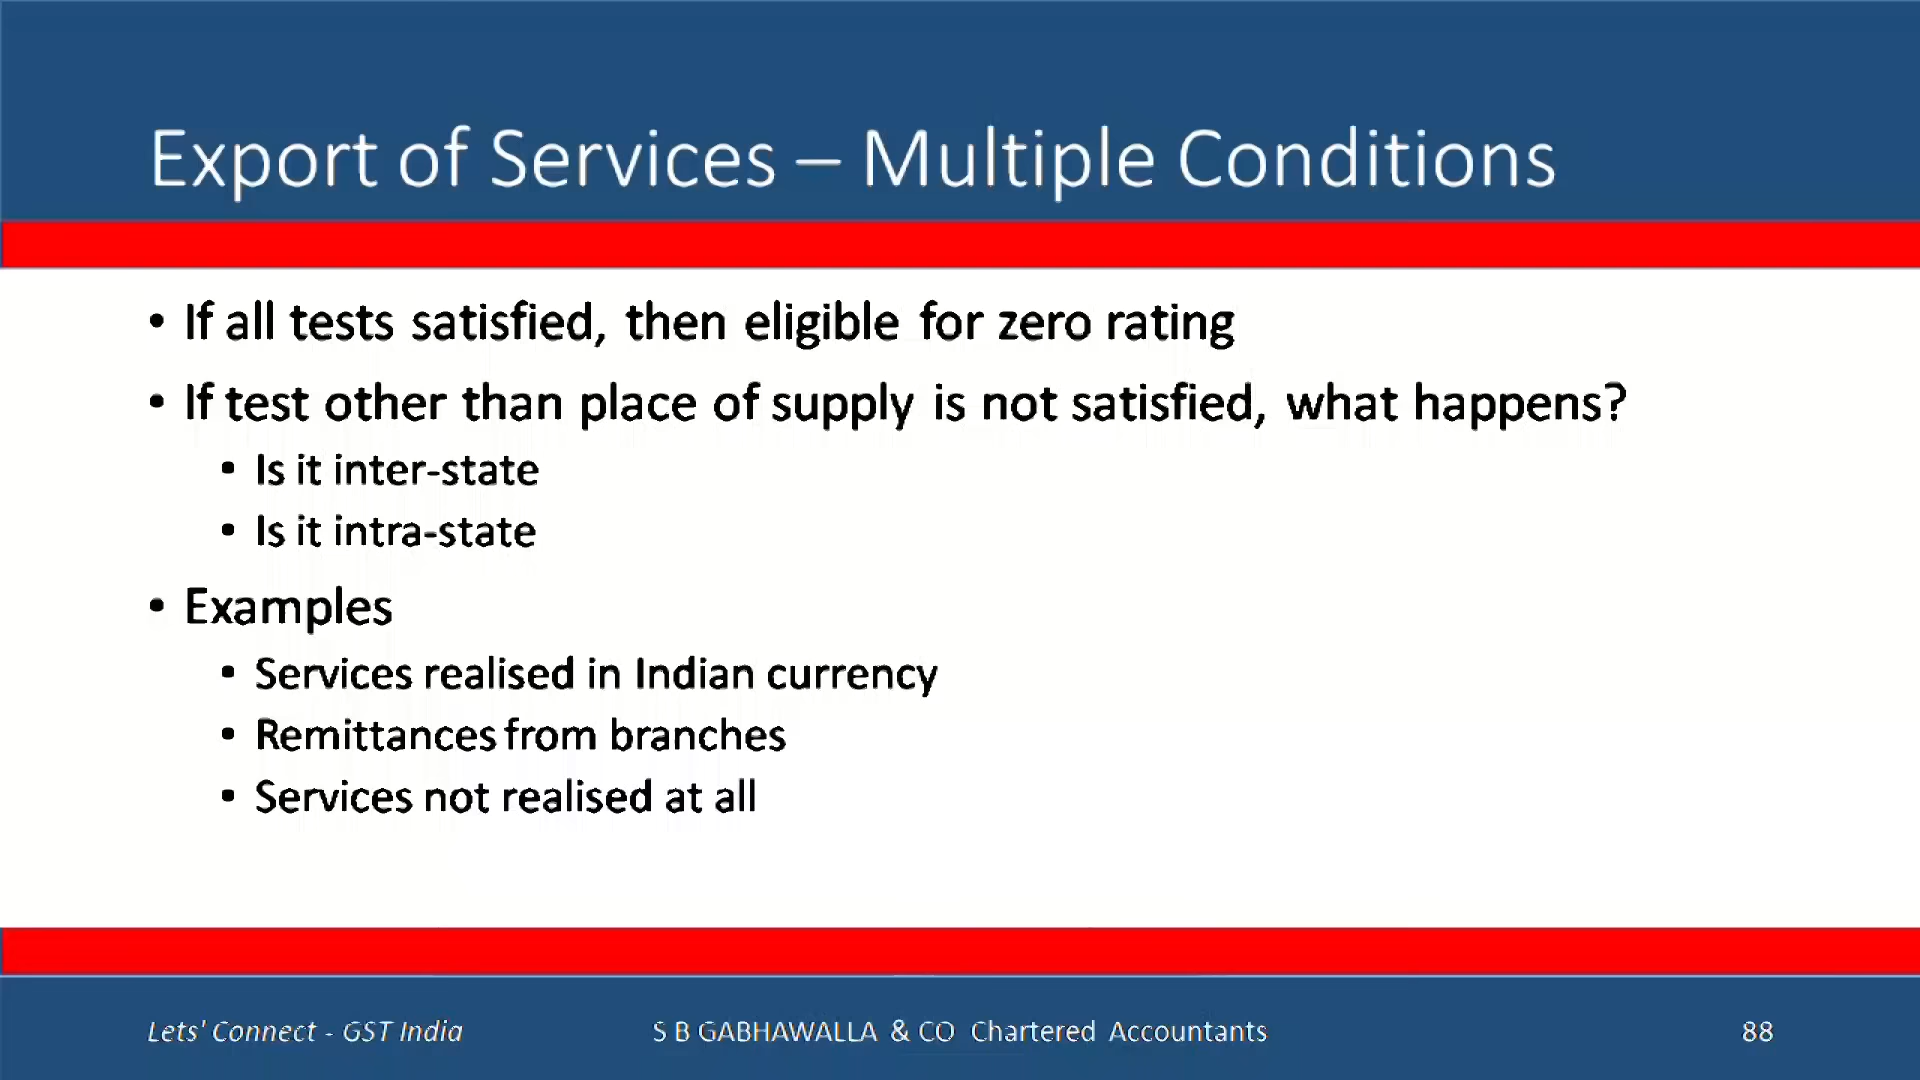 Export of Services – Multiple Conditions
• If all tests satisfied, then eligible for zero rating
• If test other than place of supply is not satisfied, what happens?
• Is it inter-state
• Is it intra-state
• Examples
• Services realised in Indian currency
• Remittances from branches
• Services not realised at all
Lets' Connect - GST India S B GABHAWALLA & CO Chartered Accountants 88